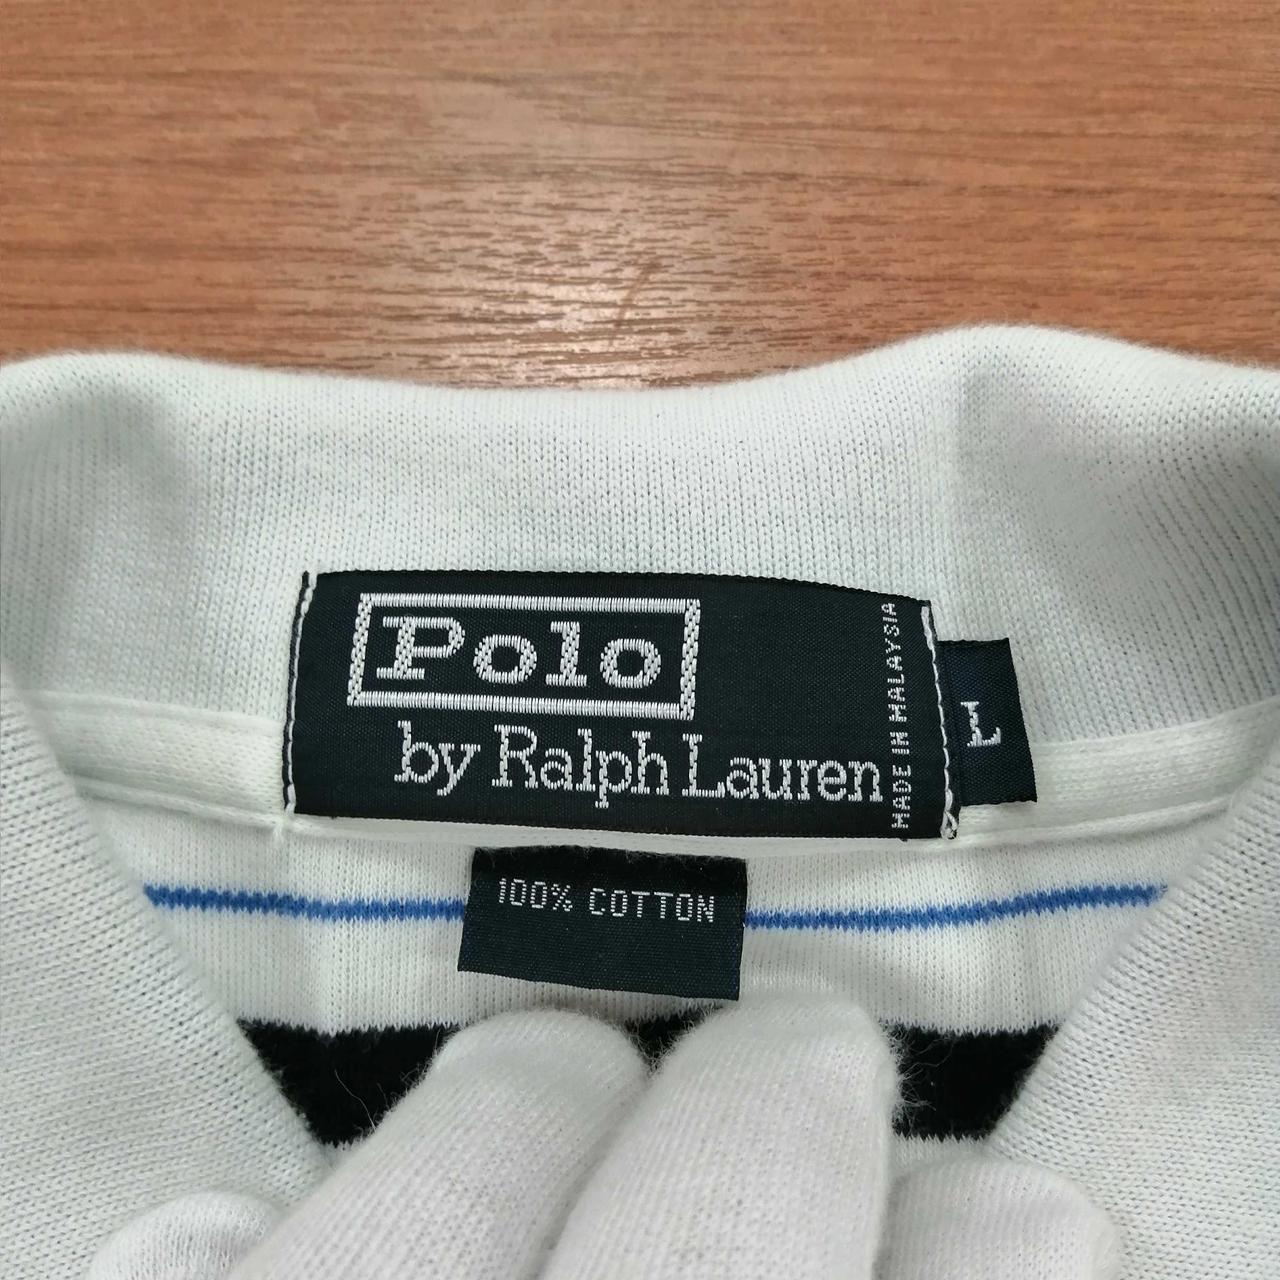 Polo
by Ralph Lauren
MADE IN MALAYSIA
L
100% COTTON